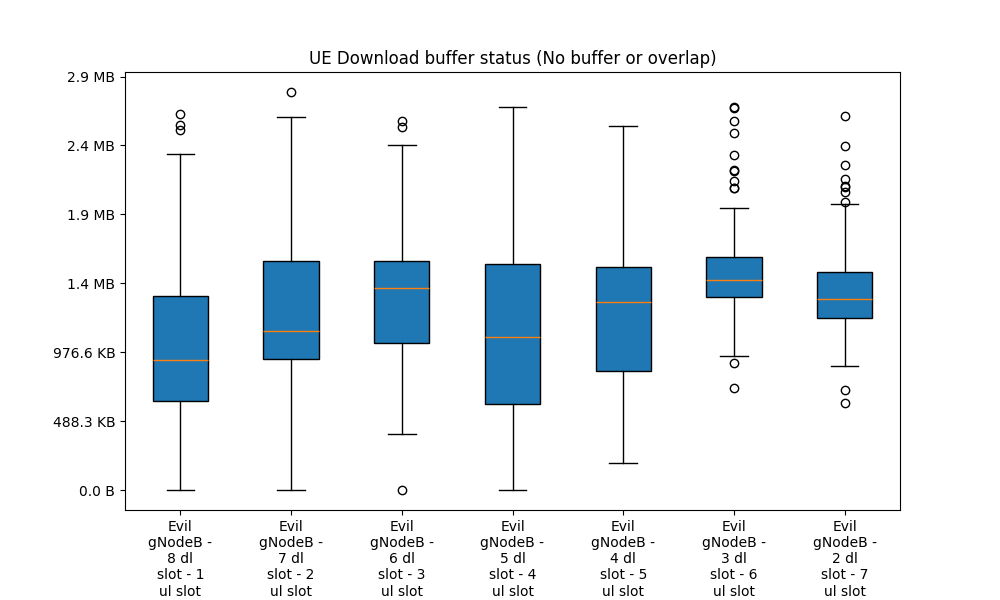 UE Download buffer status (No buffer or overlap)
2.9 MB
2.4 MB
1.9 MB
1.4 MB
976.6 KB
488.3 KB
0.0 B
Evil
gNodeB -
8 dl
slot - 1
ul slot
Evil
gNodeB -
7 dl
slot - 2
ul slot
Evil
gNodeB -
6 dl
slot - 3
ul slot
Evil
gNodeB -
5 dl
slot - 4
ul slot
Evil
gNodeB -
4 dl
slot - 5
ul slot
Evil
gNodeB -
3 dl
slot - 6
ul slot
Evil
gNodeB -
2 dl
slot - 7
ul slot